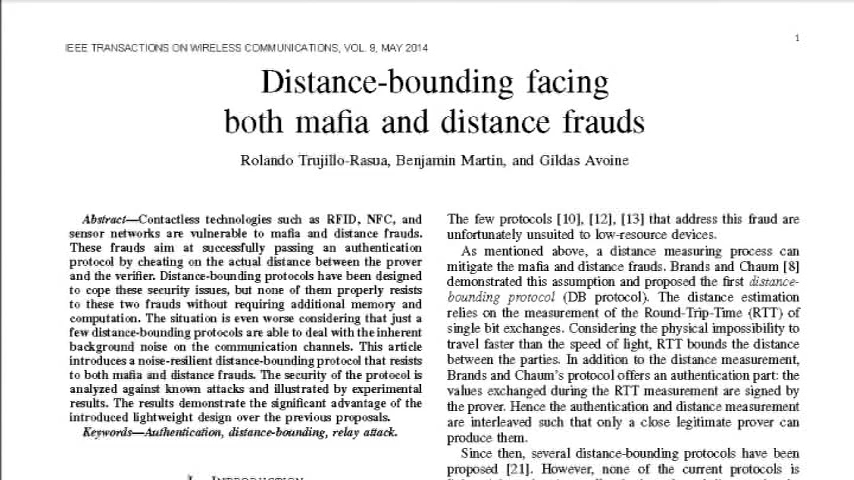 1
IEEE TRANSACTIONS ON WIRELESS COMMUNICATIONS, VOL. 9, MAY 2014
Distance-bounding facing
both mafia and distance frauds
Rolando Trujillo-Rasua, Benjamin Martin, and Gildas Avoine
Abstract—Contactless technologies such as RFID, NFC, and
sensor networks are vulnerable to mafia and distance frauds.
These frauds aim at successfully passing an authentication
protocol by cheating on the actual distance between the prover
and the verifier. Distance-bounding protocols have been designed
to cope these security issues, but none of them properly resists
to these two frauds without requiring additional memory and
computation. The situation is even worse considering that just a
few distance-bounding protocols are able to deal with the inherent
background noise on the communication channels. This article
introduces a noise-resilient distance-bounding protocol that resists
to both mafia and distance frauds. The security of the protocol is
analyzed against known attacks and illustrated by experimental
results. The results demonstrate the significant advantage of the
introduced lightweight design over the previous proposals.
Keywords—Authentication, distance-bounding, relay attack.
I. INTRODUCTION
The few protocols [10], [12], [13] that address this fraud are
unfortunately unsuited to low-resource devices.
As mentioned above, a distance measuring process can
mitigate the mafia and distance frauds. Brands and Chaum [8]
demonstrated this assumption and proposed the first distance-
bounding protocol (DB protocol). The distance estimation
relies on the measurement of the Round-Trip-Time (RTT) of
single bit exchanges. Considering the physical impossibility to
travel faster than the speed of light, RTT bounds the distance
between the parties. In addition to the distance measurement,
Brands and Chaum's protocol offers an authentication part: the
values exchanged during the RTT measurement are signed by
the prover. Hence the authentication and distance measurement
are interleaved such that only a close legitimate prover can
produce them.
Since then, several distance-bounding protocols have been
proposed [21]. However, none of the current protocols is